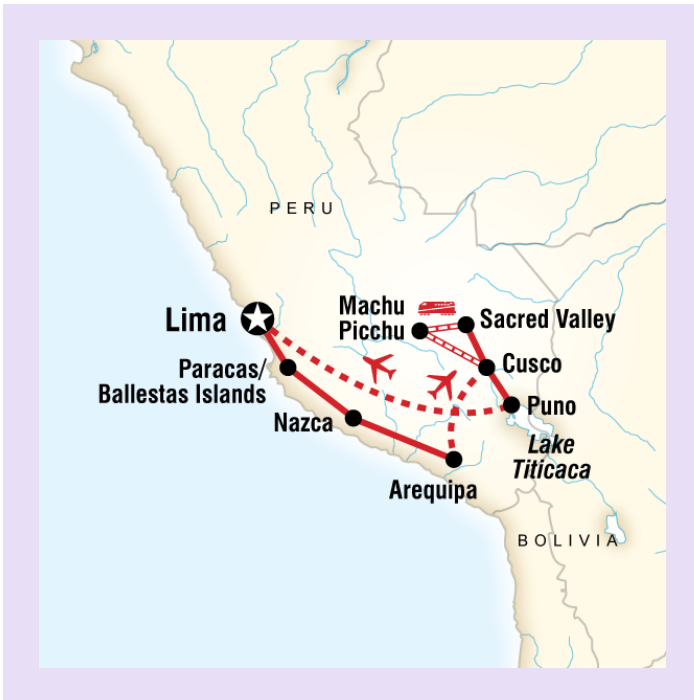 PERU
Machu
Picchu
Sacred Valley
Lima
Cusco
Paracas/
Ballestas Islands
Puno
Nazca
Lake
Titicaca
Arequipa
BOLIVIA